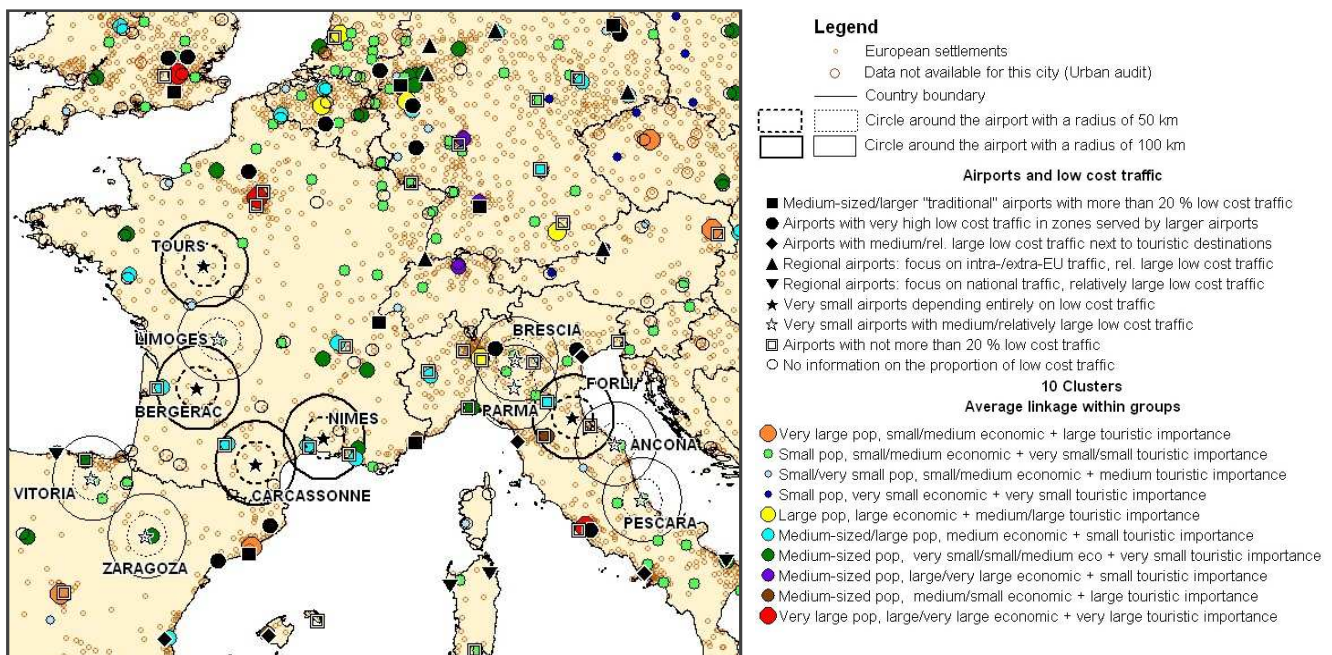 TOURS
LIMOGES
BERGERAC
NIMES
CARCASSONNE
VITORIA
ZARAGOZA
BRESCIA
PARMA
FORLI
ANCONA
PESCARA
Legend
European settlements
Data not available for this city (Urban audit)
Country boundary
Circle around the airport with a radius of 50 km
Circle around the airport with a radius of 100 km
Airports and low cost traffic
Medium-sized/larger "traditional" airports with more than 20 % low cost traffic
Airports with very high low cost traffic in zones served by larger airports
Airports with medium/rel. large low cost traffic next to touristic destinations
Regional airports: focus on intra-/extra-EU traffic, rel. large low cost traffic
Regional airports: focus on national traffic, relatively large low cost traffic
Very small airports depending entirely on low cost traffic
Very small airports with medium/relatively large low cost traffic
Airports with not more than 20 % low cost traffic
No information on the proportion of low cost traffic
10 Clusters
Average linkage within groups
Very large pop, small/medium economic + large touristic importance
Small pop, small/medium economic + very small/small touristic importance
Small/very small pop, small/medium economic + medium touristic importance
Small pop, very small economic + very small touristic importance
Large pop, large economic + medium/large touristic importance
Medium-sized/large pop, medium economic + small touristic importance
Medium-sized pop, very small/small/medium eco + very small touristic importance
Medium-sized pop, large/very large economic + small touristic importance
Medium-sized pop, medium/small economic + large touristic importance
Very large pop, large/very large economic + very large touristic importance